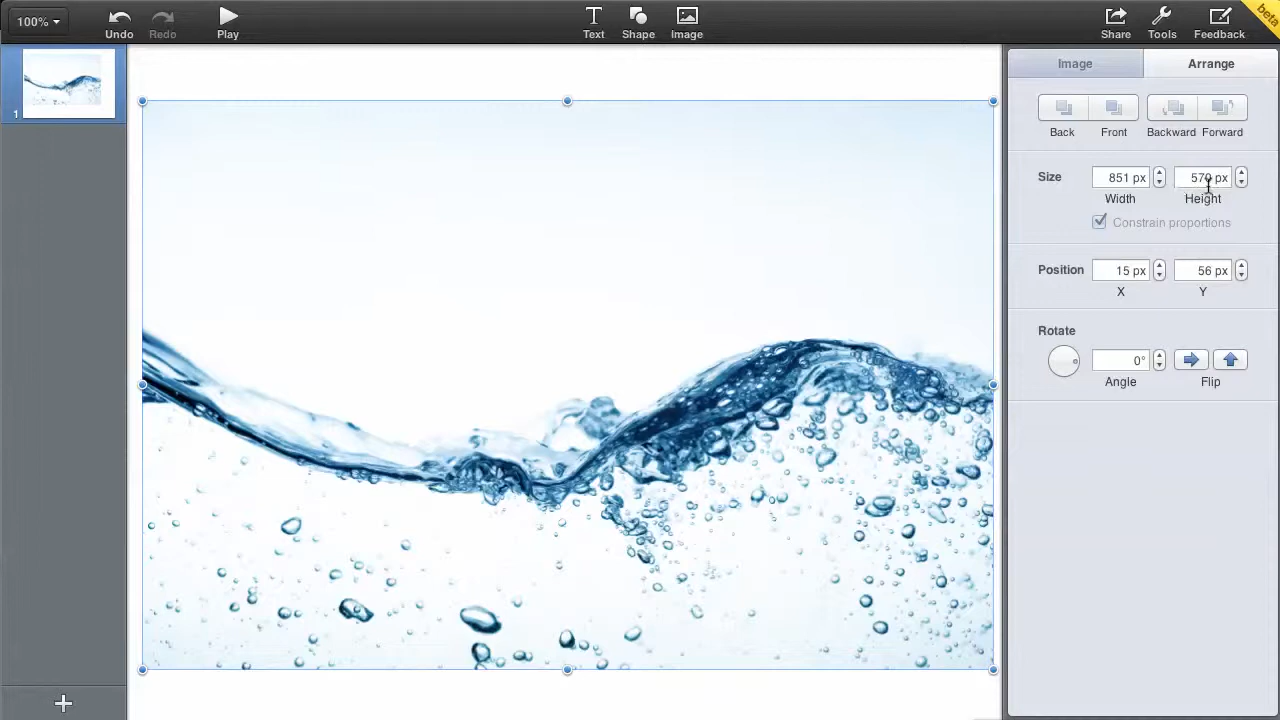 100%
Undo
Redo
Play
Text
Shape
Image
Share
Tools
Feedback
beta
1
Image
Arrange
Back
Front
Backward
Forward
Size
851 px
570 px
Width
Height
Constrain proportions
Position
15 px
56 px
X
Y
Rotate
0°
Angle
Flip